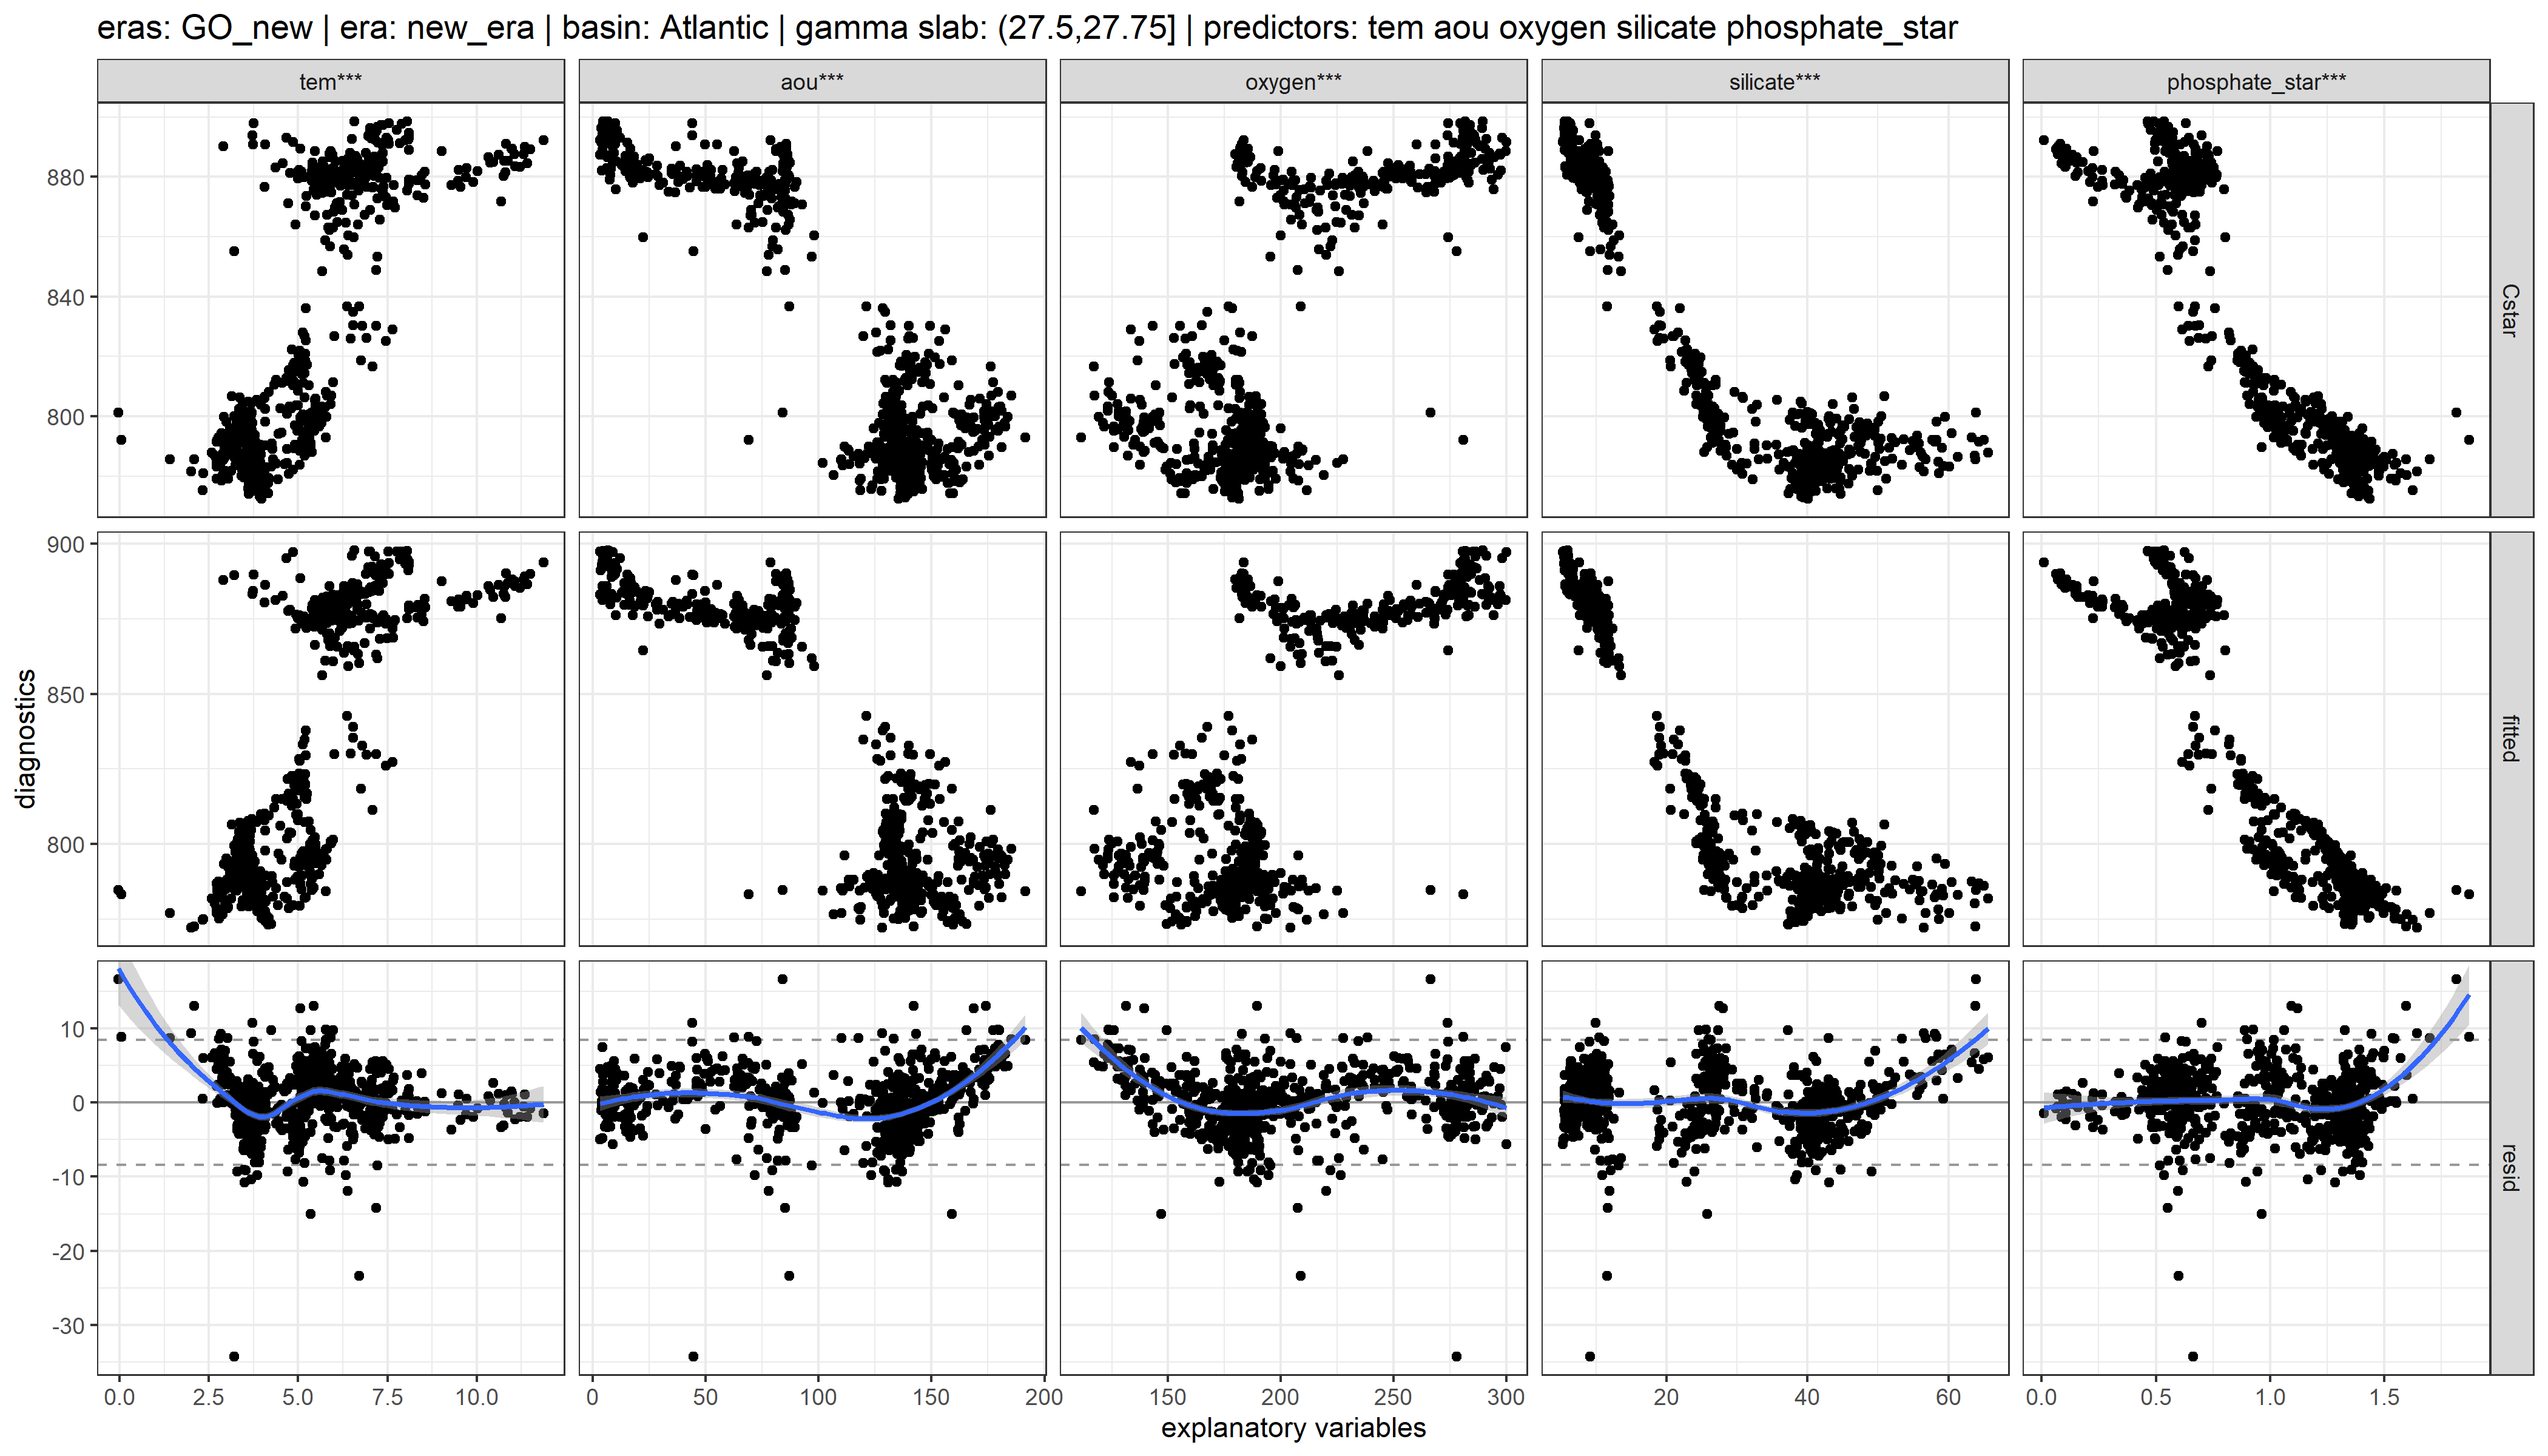 eras: GO_new | era: new_era | basin: Atlantic | gamma slab: (27.5,27.75] | predictors: tem aou oxygen silicate phosphate_star
tem***
aou***
oxygen***
silicate***
phosphate_star***
880
840
800
Cstar
900
850
800
fitted
diagnostics
10
0
-10
-20
-30
resid
0.0 2.5 5.0 7.5 10.0
0 50 100 150 200
150 200 250 300
20 40 60
0.0 0.5 1.0 1.5
explanatory variables